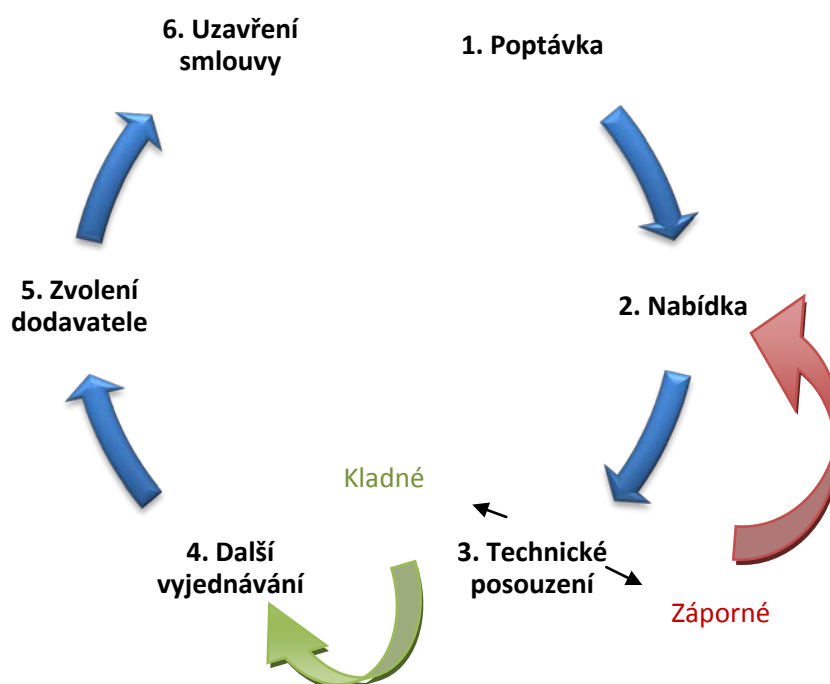 1. Poptávka
2. Nabídka
3. Technické
posouzení
Kladné
Záporné
4. Další
vyjednávání
5. Zvolení
dodavatele
6. Uzavření
smlouvy